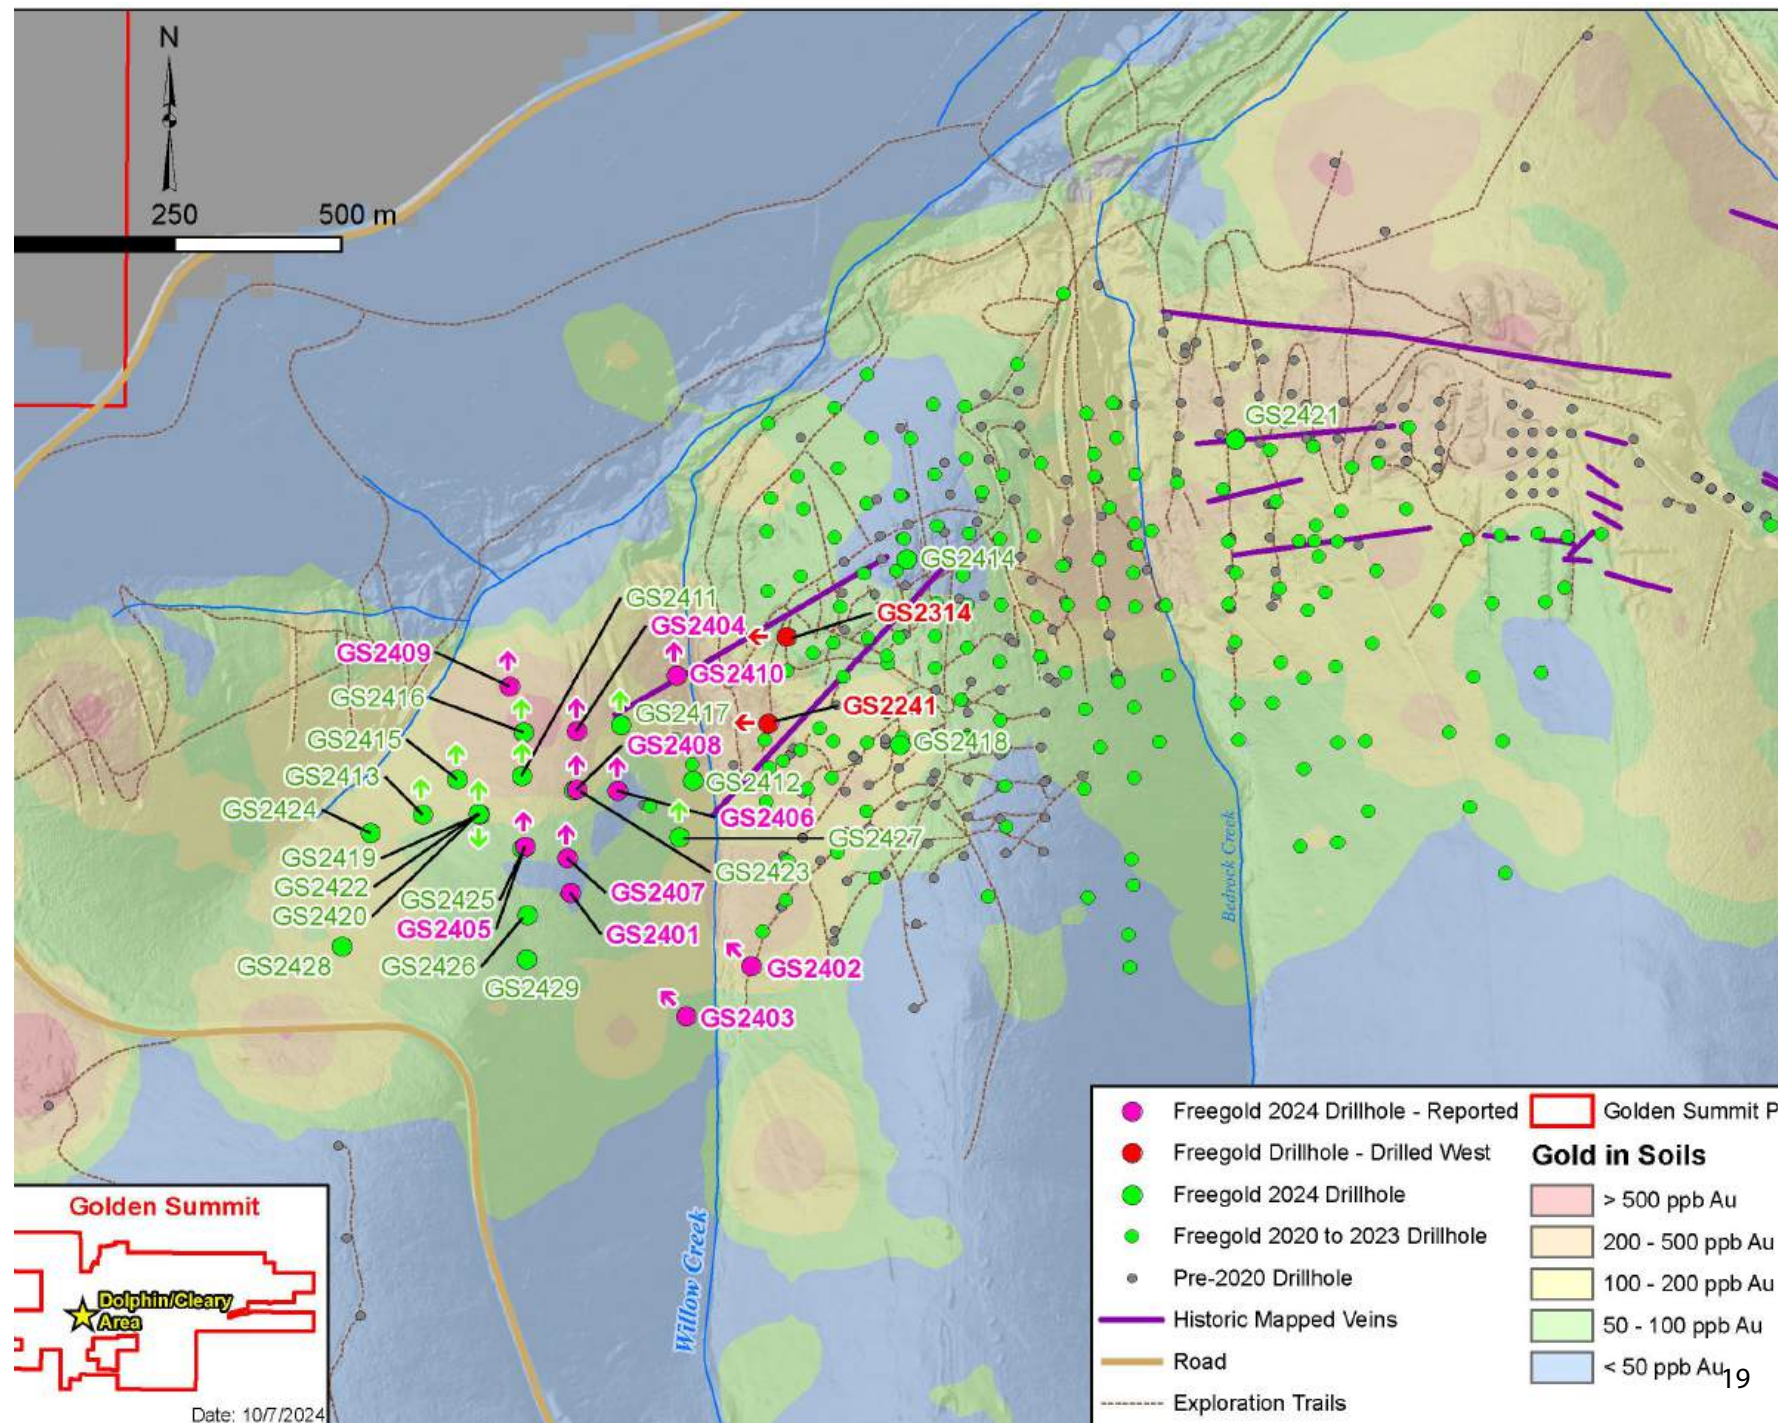 N
250 500 m
GS2421
GS2414
GS2411
GS2404
GS2314
GS2409
GS2410
GS2416
GS2417
GS2241
GS2415
GS2408
GS2418
GS2413
GS2412
GS2424
GS2406
GS2427
GS2419
GS2423
GS2422
GS2425
GS2407
GS2420
GS2405
GS2401
GS2428
GS2426
GS2402
GS2429
GS2403
Bedrock Creek
Willow Creek
Freegold 2024 Drillhole - Reported
Freegold Drillhole - Drilled West
Freegold 2024 Drillhole
Freegold 2020 to 2023 Drillhole
Pre-2020 Drillhole
Historic Mapped Veins
Road
Exploration Trails
Golden Summit P
Gold in Soils
> 500 ppb Au
200 - 500 ppb Au
100 - 200 ppb Au
50 - 100 ppb Au
< 50 ppb Au
19
Golden Summit
Dolphin/Cleary
Area
Date: 10/7/2024